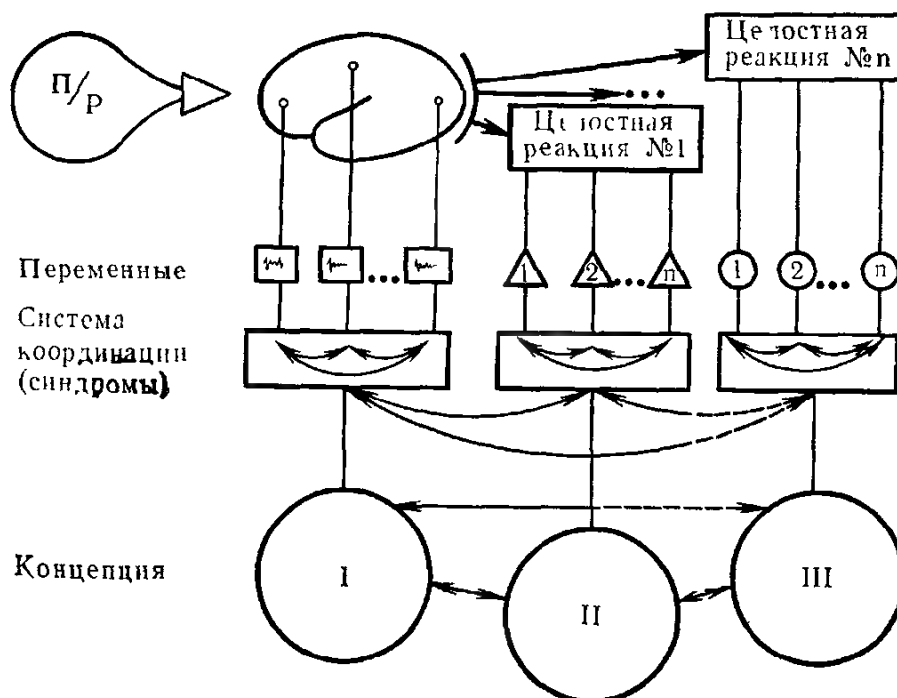 П/Р
Целостная
реакция №n
Целостная
реакция №1
Переменные
1 2 n
1 2 n
Система
координации
(синдромы)
Концепция
I
II
III